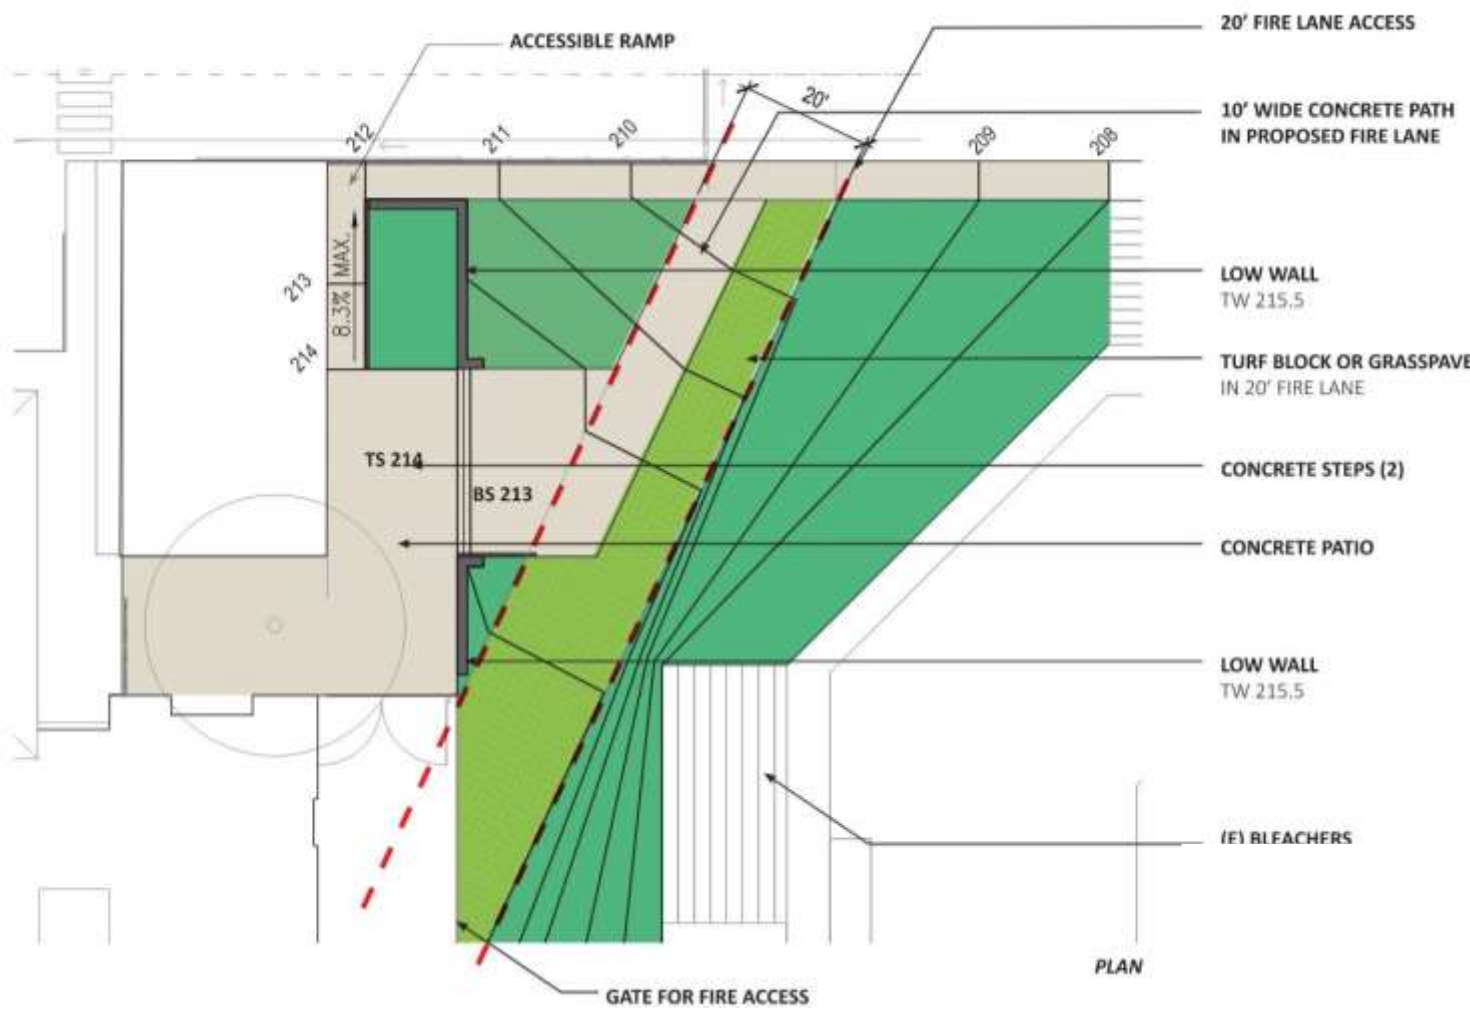 20' FIRE LANE ACCESS
ACCESSIBLE RAMP
20'
10' WIDE CONCRETE PATH
IN PROPOSED FIRE LANE
212
211
210
209
208
213
8.3% MAX.
LOW WALL
TW 215.5
214
TURF BLOCK OR GRASSPAVE
IN 20' FIRE LANE
TS 214
CONCRETE STEPS (2)
BS 213
CONCRETE PATIO
LOW WALL
TW 215.5
(E) BLEACHERS
PLAN
GATE FOR FIRE ACCESS